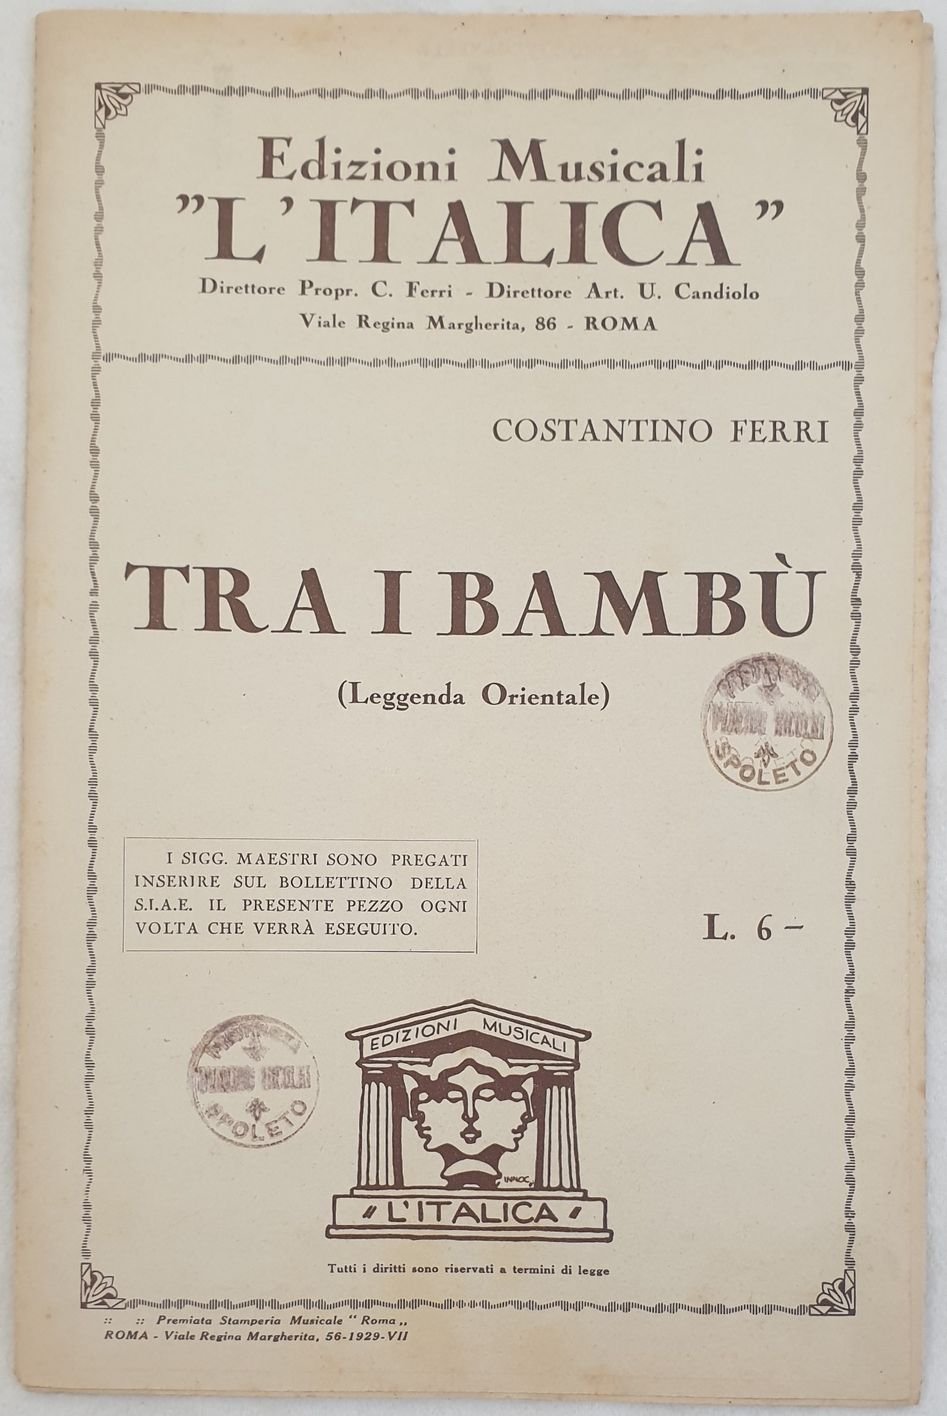 Edizioni Musicali
"L'ITALICA"
Direttore Propr. C. Ferri - Direttore Art. U. Candiolo
Viale Regina Margherita, 86 - ROMA
COSTANTINO FERRI
TRA I BAMBÙ
(Leggenda Orientale)
SPOLETO
I SIGG. MAESTRI SONO PREGATI
INSERIRE SUL BOLLETTINO DELLA
S.I.A.E. IL PRESENTE PEZZO OGNI
VOLTA CHE VERRÀ ESEGUITO.
L. 6 –
NICOLAI
SPOLETO
EDIZIONI MUSICALI
"L'ITALICA"
Tutti i diritti sono riservati a termini di legge
:: :: Premiata Stamperia Musicale "Roma„
ROMA - Viale Regina Margherita, 56-1929-VII